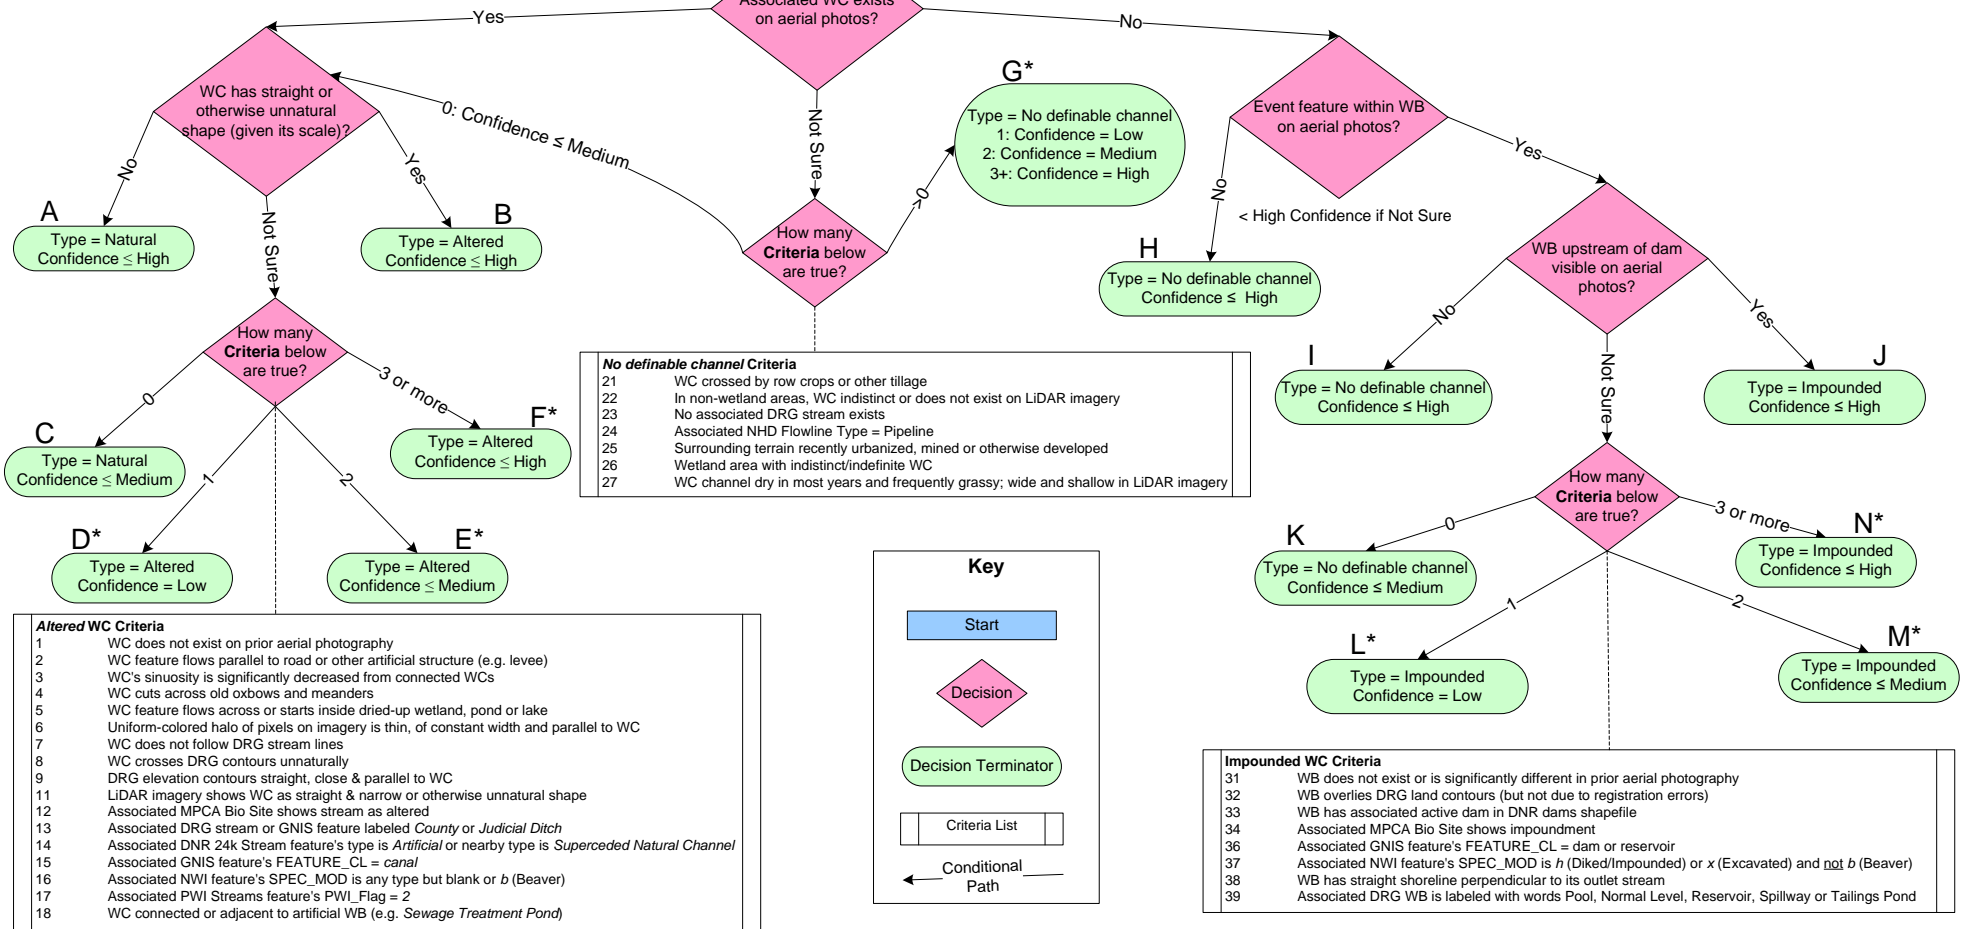 Associated WC exists
on aerial photos?
Yes
No
Not Sure
WC has straight or
otherwise unnatural
shape (given its scale)?
No
Yes
Not Sure
0: Confidence ≤ Medium
G*
Type = No definable channel
1: Confidence = Low
2: Confidence = Medium
3+: Confidence = High
>0
How many
Criteria below
are true?
Event feature within WB
on aerial photos?
No
Yes
< High Confidence if Not Sure
A
Type = Natural
Confidence ≤ High
B
Type = Altered
Confidence ≤ High
H
Type = No definable channel
Confidence ≤ High
WB upstream of dam
visible on aerial
photos?
No
Yes
Not Sure
How many
Criteria below
are true?
0
1
2
3 or more
C
Type = Natural
Confidence ≤ Medium
D*
Type = Altered
Confidence = Low
E*
Type = Altered
Confidence ≤ Medium
F*
Type = Altered
Confidence ≤ High
I
Type = No definable channel
Confidence ≤ High
J
Type = Impounded
Confidence ≤ High
No definable channel Criteria
21 WC crossed by row crops or other tillage
22 In non-wetland areas, WC indistinct or does not exist on LiDAR imagery
23 No associated DRG stream exists
24 Associated NHD Flowline Type = Pipeline
25 Surrounding terrain recently urbanized, mined or otherwise developed
26 Wetland area with indistinct/indefinite WC
27 WC channel dry in most years and frequently grassy; wide and shallow in LiDAR imagery
How many
Criteria below
are true?
0
1
2
3 or more
K
Type = No definable channel
Confidence ≤ Medium
L*
Type = Impounded
Confidence = Low
M*
Type = Impounded
Confidence ≤ Medium
N*
Type = Impounded
Confidence ≤ High
Altered WC Criteria
1 WC does not exist on prior aerial photography
2 WC feature flows parallel to road or other artificial structure (e.g. levee)
3 WC's sinuosity is significantly decreased from connected WCs
4 WC cuts across old oxbows and meanders
5 WC feature flows across or starts inside dried-up wetland, pond or lake
6 Uniform-colored halo of pixels on imagery is thin, of constant width and parallel to WC
7 WC does not follow DRG stream lines
8 WC crosses DRG contours unnaturally
9 DRG elevation contours straight, close & parallel to WC
11 LiDAR imagery shows WC as straight & narrow or otherwise unnatural shape
12 Associated MPCA Bio Site shows stream as altered
13 Associated DRG stream or GNIS feature labeled County or Judicial Ditch
14 Associated DNR 24k Stream feature's type is Artificial or nearby type is Superceded Natural Channel
15 Associated GNIS feature's FEATURE_CL = canal
16 Associated NWI feature's SPEC_MOD is any type but blank or b (Beaver)
17 Associated PWI Streams feature's PWI_Flag = 2
18 WC connected or adjacent to artificial WB (e.g. Sewage Treatment Pond)
Key
Start
Decision
Decision Terminator
Criteria List
Conditional
Path
Impounded WC Criteria
31 WB does not exist or is significantly different in prior aerial photography
32 WB overlies DRG land contours (but not due to registration errors)
33 WB has associated active dam in DNR dams shapefile
34 Associated MPCA Bio Site shows impoundment
36 Associated GNIS feature's FEATURE_CL = dam or reservoir
37 Associated NWI feature's SPEC_MOD is h (Diked/Impounded) or x (Excavated) and not b (Beaver)
38 WB has straight shoreline perpendicular to its outlet stream
39 Associated DRG WB is labeled with words Pool, Normal Level, Reservoir, Spillway or Tailings Pond